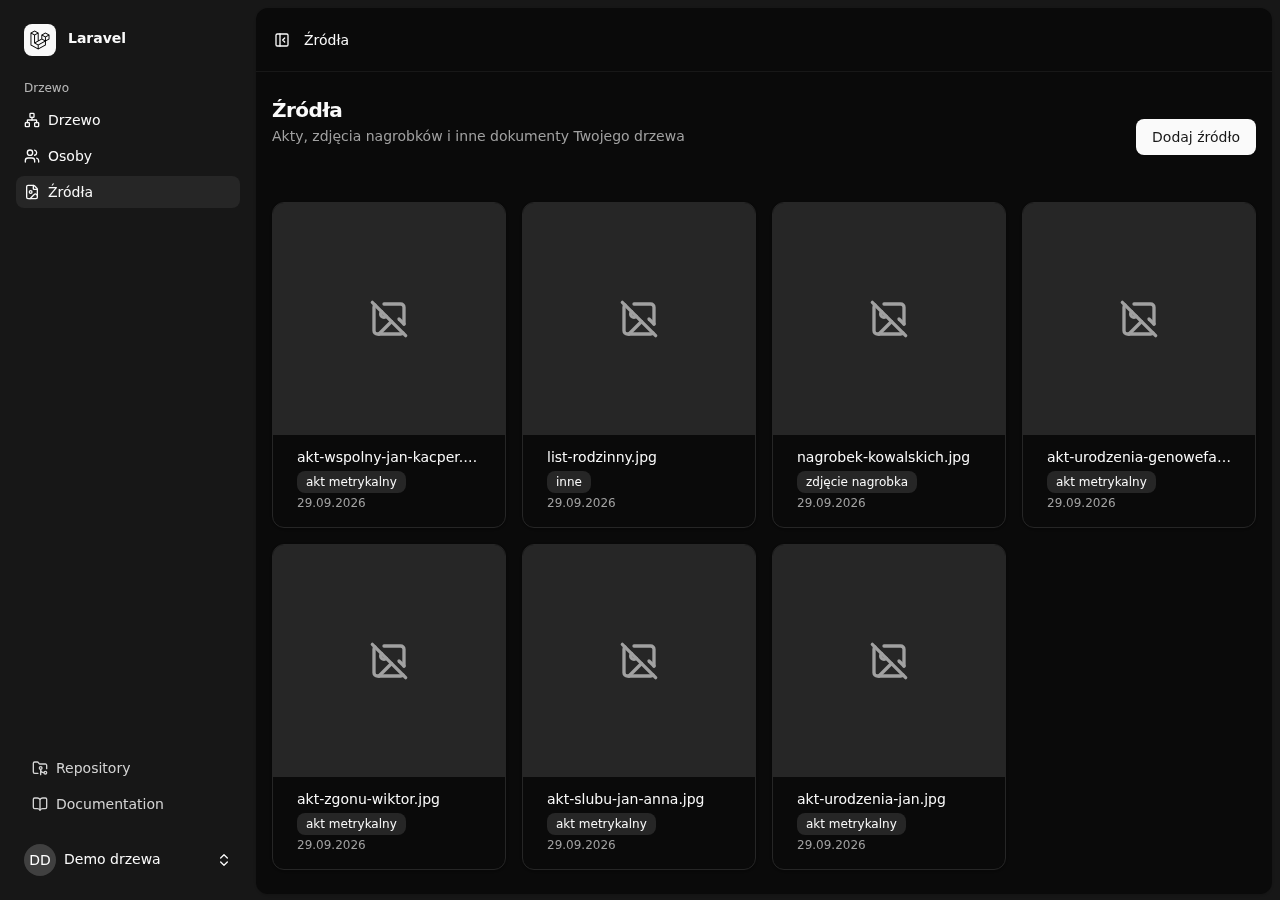 Laravel
Źródła
Drzewo
Drzewo
Osoby
Źródła
Źródła
Akty, zdjęcia nagrobków i inne dokumenty Twojego drzewa
Dodaj źródło
akt-wspolny-jan-kacper....
akt metrykalny
29.09.2026
list-rodzinny.jpg
inne
29.09.2026
nagrobek-kowalskich.jpg
zdjęcie nagrobka
29.09.2026
akt-urodzenia-genowefa...
akt metrykalny
29.09.2026
akt-zgonu-wiktor.jpg
akt metrykalny
29.09.2026
akt-slubu-jan-anna.jpg
akt metrykalny
29.09.2026
akt-urodzenia-jan.jpg
akt metrykalny
29.09.2026
Repository
Documentation
DD Demo drzewa